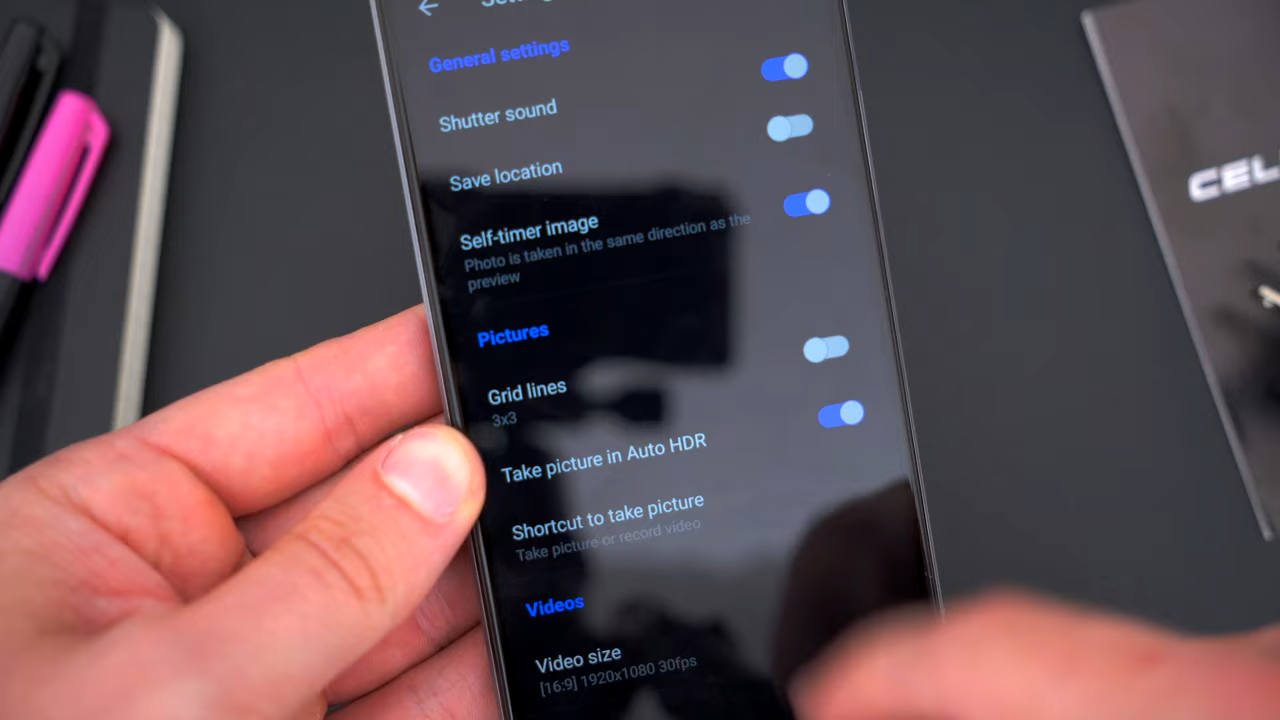 General settings
Shutter sound
Save location
Self-timer image
Photo is taken in the same direction as the
preview
Pictures
Grid lines
3x3
Take picture in Auto HDR
Shortcut to take picture
Take picture or record video
Videos
Video size
[16:9] 1920x1080 30fps
CEL